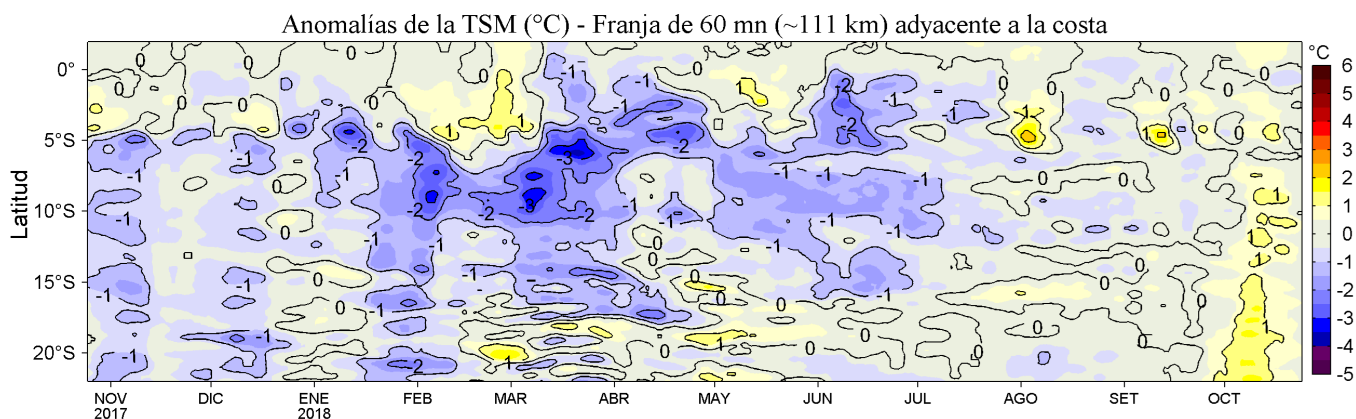 Anomalías de la TSM (°C) - Franja de 60 mn (~111 km) adyacente a la costa
°C
6
5
4
3
2
1
0
-1
-2
-3
-4
-5
Latitud
0°
5°S
10°S
15°S
20°S
NOV DIC ENE FEB MAR ABR MAY JUN JUL AGO SET OCT
2017 2018